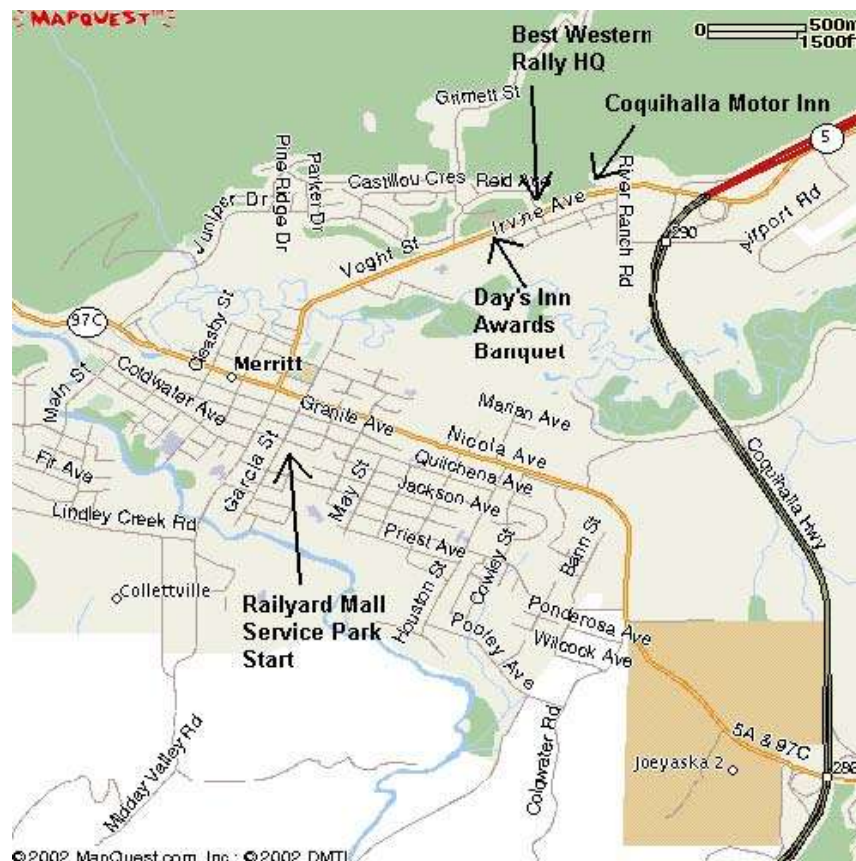 MAPQUEST
0 500m
1500ft
Best Western
Rally HQ
Coquihalla Motor Inn
5
Grimett St
Pine Ridge Dr
Parker Dr
Castillou Cres
Reid Ave
Juniper Dr
Irvine Ave
River Ranch Rd
Airport Rd
Voght St
290
Day's Inn
Awards
Banquet
97C
Merritt
Main St
Coldwater Ave
Granite Ave
Marian Ave
Nicola Ave
Garcia St
May St
Quilchena Ave
Jackson Ave
Fir Ave
Lindley Creek Rd
Priest Ave
Coquihalla Hwy
Cowley St
Bann St
Houston St
Collettville
Railyard Mall
Service Park
Start
Ponderosa Ave
Wilcock Ave
Pooley Ave
Coldwater Rd
Midday Valley Rd
5A & 97C
Joeyaska 2
286
©2002 MapQuest.com, Inc.; ©2002 DMTI